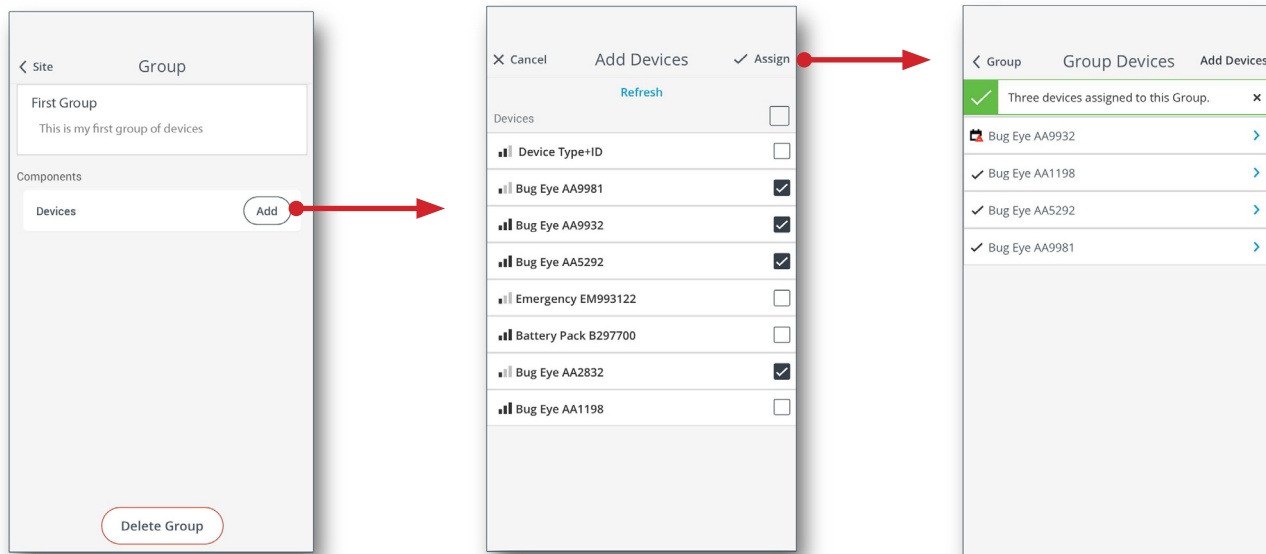 Site Group
First Group
This is my first group of devices
Components
Devices Add
Delete Group
Cancel Add Devices Assign
Refresh
Devices
Device Type+ID
Bug Eye AA9981
Bug Eye AA9932
Bug Eye AA5292
Emergency EM993122
Battery Pack B297700
Bug Eye AA2832
Bug Eye AA1198
Group Group Devices Add Devices
Three devices assigned to this Group.
Bug Eye AA9932
Bug Eye AA1198
Bug Eye AA5292
Bug Eye AA9981